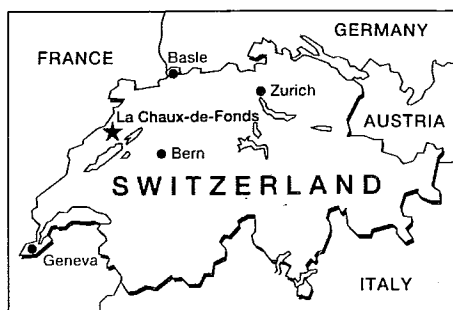 GERMANY
FRANCE
Basle
Zurich
La Chaux-de-Fonds
AUSTRIA
Bern
SWITZERLAND
Geneva
ITALY